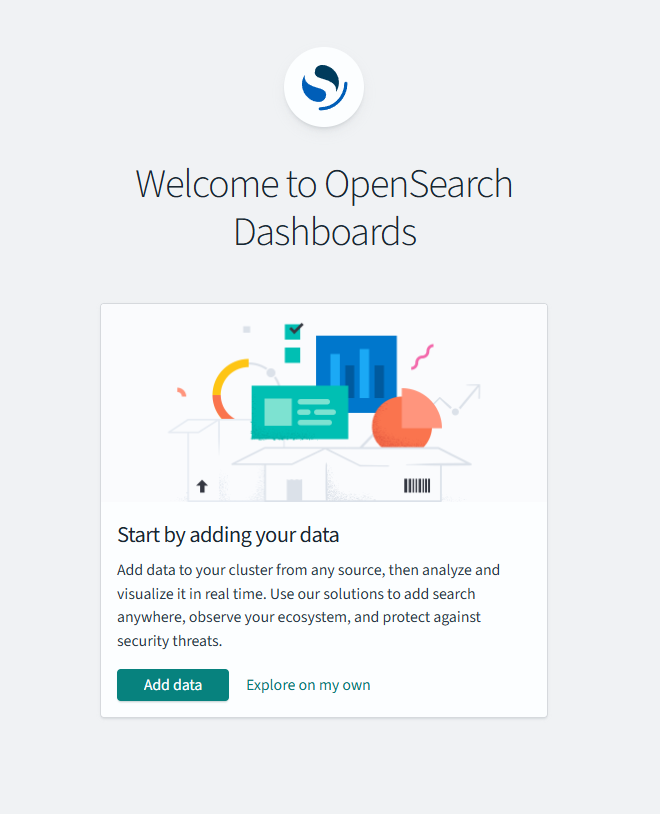 Welcome to OpenSearch
Dashboards
Start by adding your data
Add data to your cluster from any source, then analyze and
visualize it in real time. Use our solutions to add search
anywhere, observe your ecosystem, and protect against
security threats.
Add data
Explore on my own